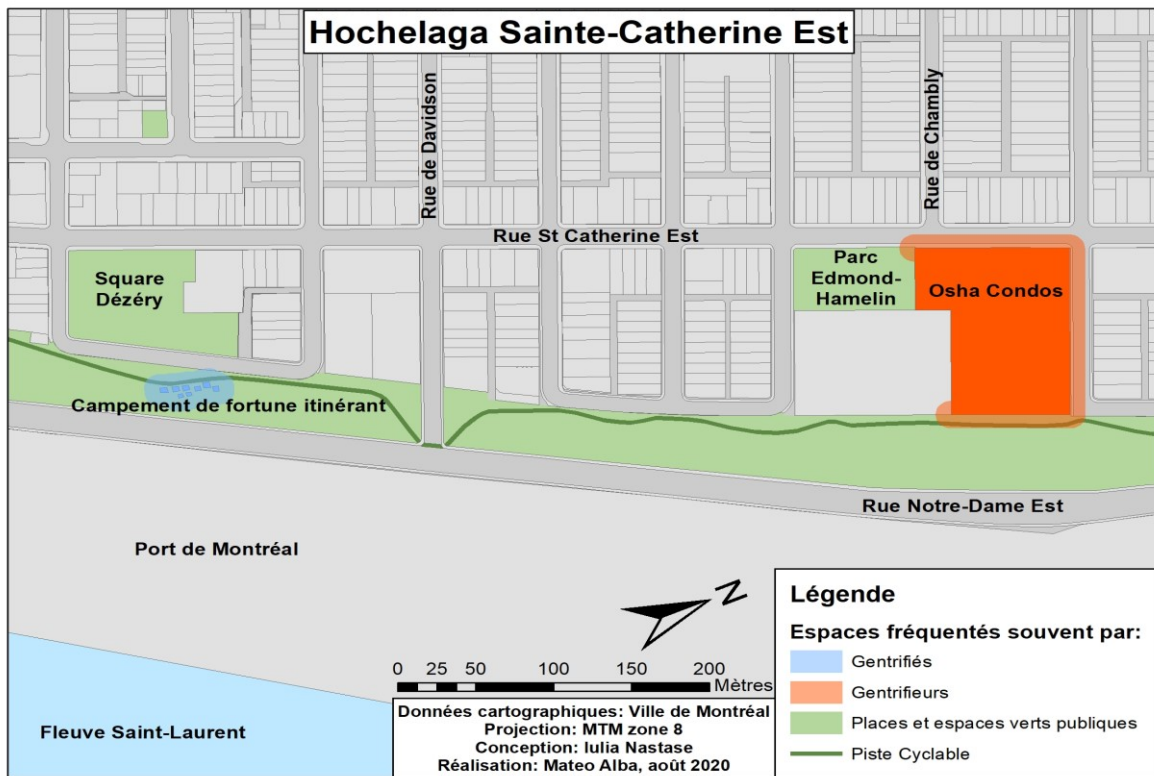 Hochelaga Sainte-Catherine Est
Rue de Davidson
Rue de Chambly
Rue St Catherine Est
Square
Dézéry
Parc
Edmond-
Hamelin
Osha Condos
Campement de fortune itinérant
Rue Notre-Dame Est
Port de Montréal
Fleuve Saint-Laurent
N
0 25 50 100 150 200
Mètres
Données cartographiques: Ville de Montréal
Projection: MTM zone 8
Conception: Iulia Nastase
Réalisation: Mateo Alba, août 2020
Légende
Espaces fréquentés souvent par:
Gentrifiés
Gentrifieurs
Places et espaces verts publiques
Piste Cyclable